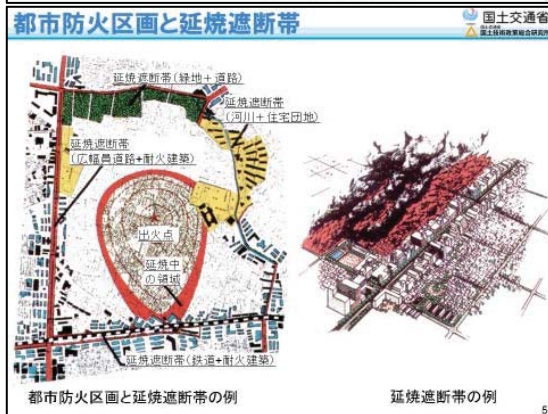 都市防火区画と延焼遮断帯
国土交通省
国土技術政策総合研究所
延焼遮断帯(緑地+道路)
延焼遮断帯
(河川+住宅団地)
延焼
遮断帯
(広幅員道路+耐火建築)
出火点
延焼中
の領域
延焼遮断帯(鉄道+耐火建築)
都市防火区画と延焼遮断帯の例
延焼遮断帯の例
5